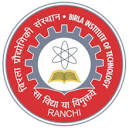 बिरला प्रौद्योगिकी संस्थान • BIRLA INSTITUTE OF TECHNOLOGY
सा विद्या या विमुक्तये
RANCHI